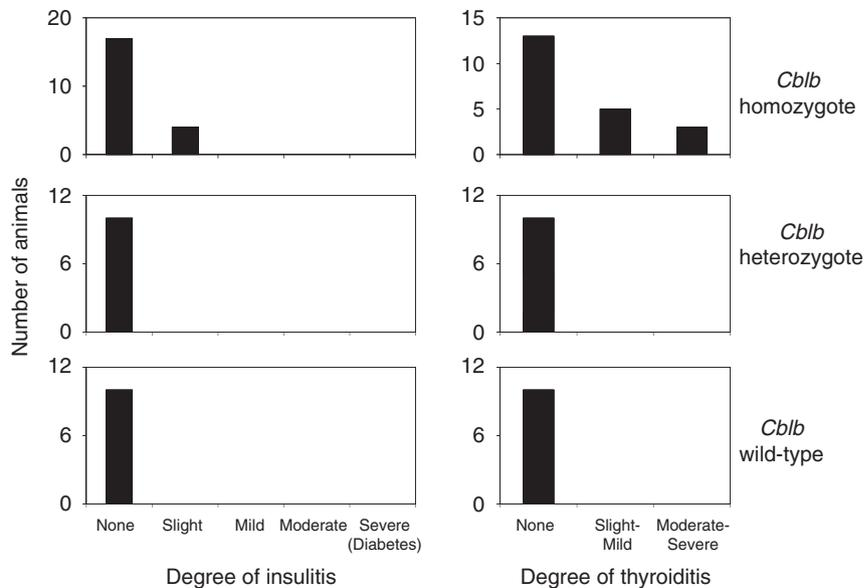 20
10
0
15
10
5
0
Cblb
homozygote
Number of animals
12
6
0
12
6
0
Cblb
heterozygote
12
6
0
12
6
0
Cblb
wild-type
None Slight Mild Moderate Severe
(Diabetes)
Degree of insulitis
None Slight-
Mild Moderate-
Severe
Degree of thyroiditis